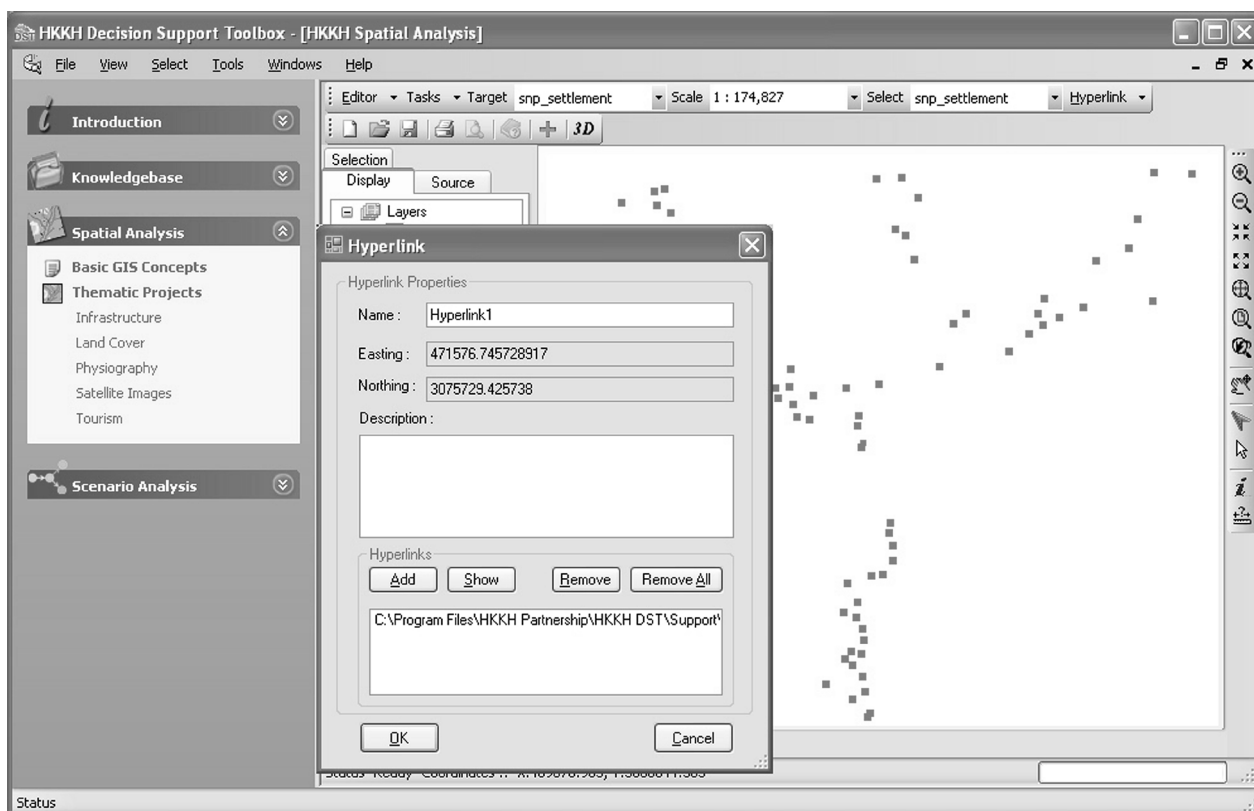 HKKH Decision Support Toolbox - [HKKH Spatial Analysis]
File View Select Tools Windows Help
Editor Tasks Target snp_settlement Scale 1 : 174,827 Select snp_settlement Hyperlink
3D
Introduction
Knowledgebase
Spatial Analysis
Basic GIS Concepts
Thematic Projects
Infrastructure
Land Cover
Physiography
Satellite Images
Tourism
Scenario Analysis
Selection
Display Source
Layers
Hyperlink
Hyperlink Properties
Name : Hyperlink1
Easting : 471576.745728917
Northing : 3075729.425738
Description :
Hyperlinks
Add Show Remove Remove All
C:\Program Files\HKKH Partnership\HKKH DST\Support\
OK Cancel
Status Ready Coordinates :
Status